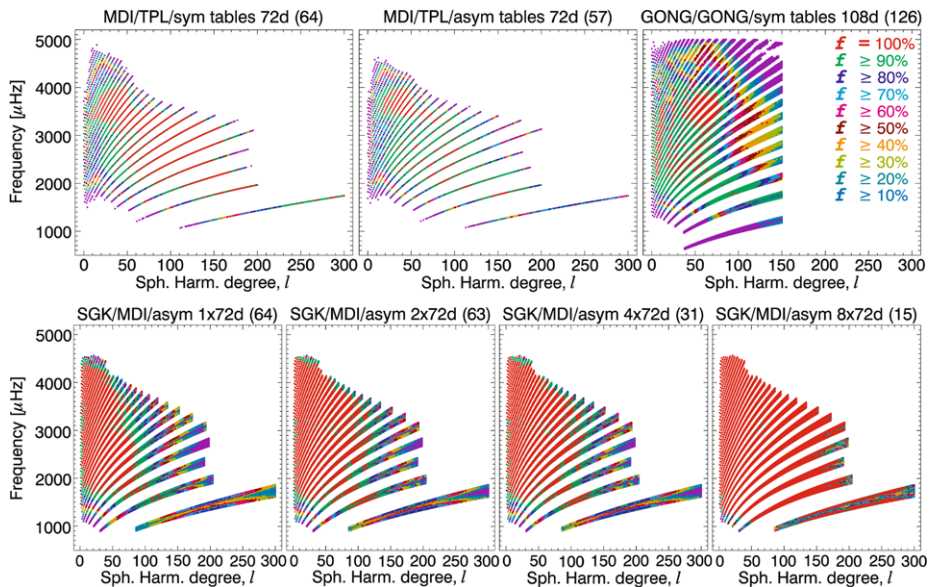 MDI/TPL/sym tables 72d (64)
MDI/TPL/asym tables 72d (57)
GONG/GONG/sym tables 108d (126)
5000
4000
3000
2000
1000
Frequency [μHz]
f = 100%
f ≥ 90%
f ≥ 80%
f ≥ 70%
f ≥ 60%
f ≥ 50%
f ≥ 40%
f ≥ 30%
f ≥ 20%
f ≥ 10%
0 50 100 150 200 250 300
0 50 100 150 200 250 300
0 50 100 150 200 250 300
Sph. Harm. degree, l
Sph. Harm. degree, l
Sph. Harm. degree, l
SGK/MDI/asym 1x72d (64)
SGK/MDI/asym 2x72d (63)
SGK/MDI/asym 4x72d (31)
SGK/MDI/asym 8x72d (15)
5000
4000
3000
2000
1000
Frequency [μHz]
0 50 100 150 200 250 300
0 50 100 150 200 250 300
0 50 100 150 200 250 300
0 50 100 150 200 250 300
Sph. Harm. degree, l
Sph. Harm. degree, l
Sph. Harm. degree, l
Sph. Harm. degree, l